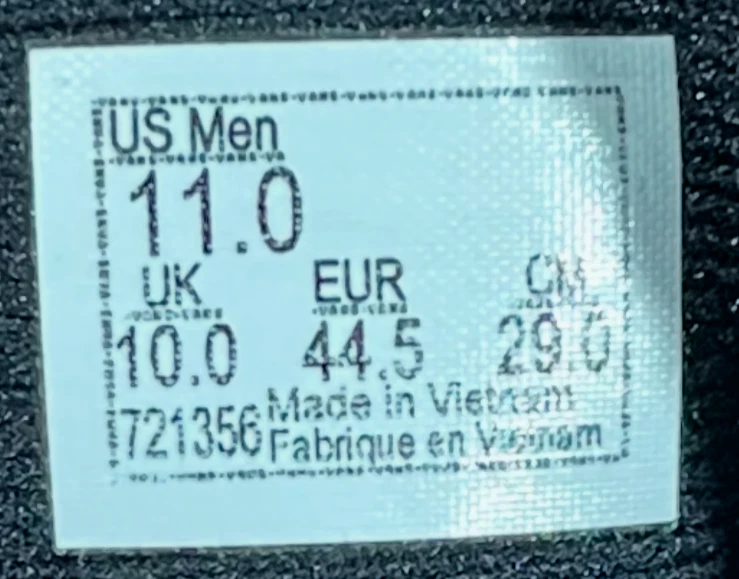 US Men
11.0
UK EUR CM
10.0 44.5 29.0
721356 Made in Vietnam
Fabrique en Vietnam